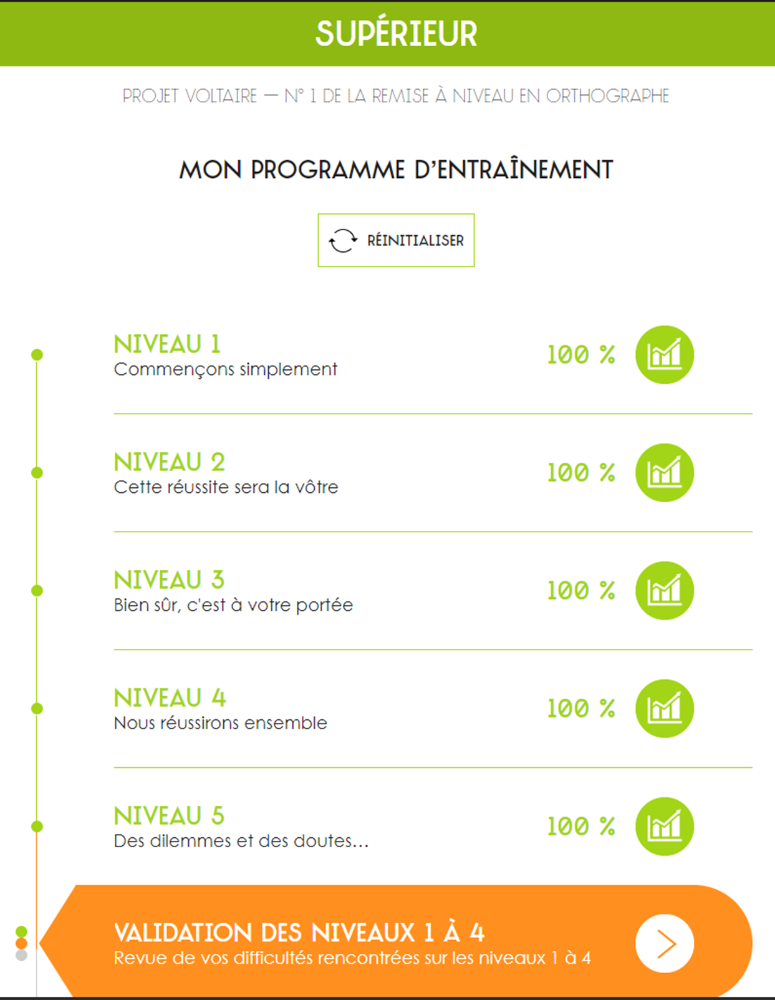 SUPÉRIEUR
PROJET VOLTAIRE — N° 1 DE LA REMISE À NIVEAU EN ORTHOGRAPHE
MON PROGRAMME D’ENTRAÎNEMENT
RÉINITIALISER
NIVEAU 1
Commençons simplement
100 %
NIVEAU 2
Cette réussite sera la vôtre
100 %
NIVEAU 3
Bien sûr, c'est à votre portée
100 %
NIVEAU 4
Nous réussirons ensemble
100 %
NIVEAU 5
Des dilemmes et des doutes...
100 %
VALIDATION DES NIVEAUX 1 À 4
Revue de vos difficultés rencontrées sur les niveaux 1 à 4